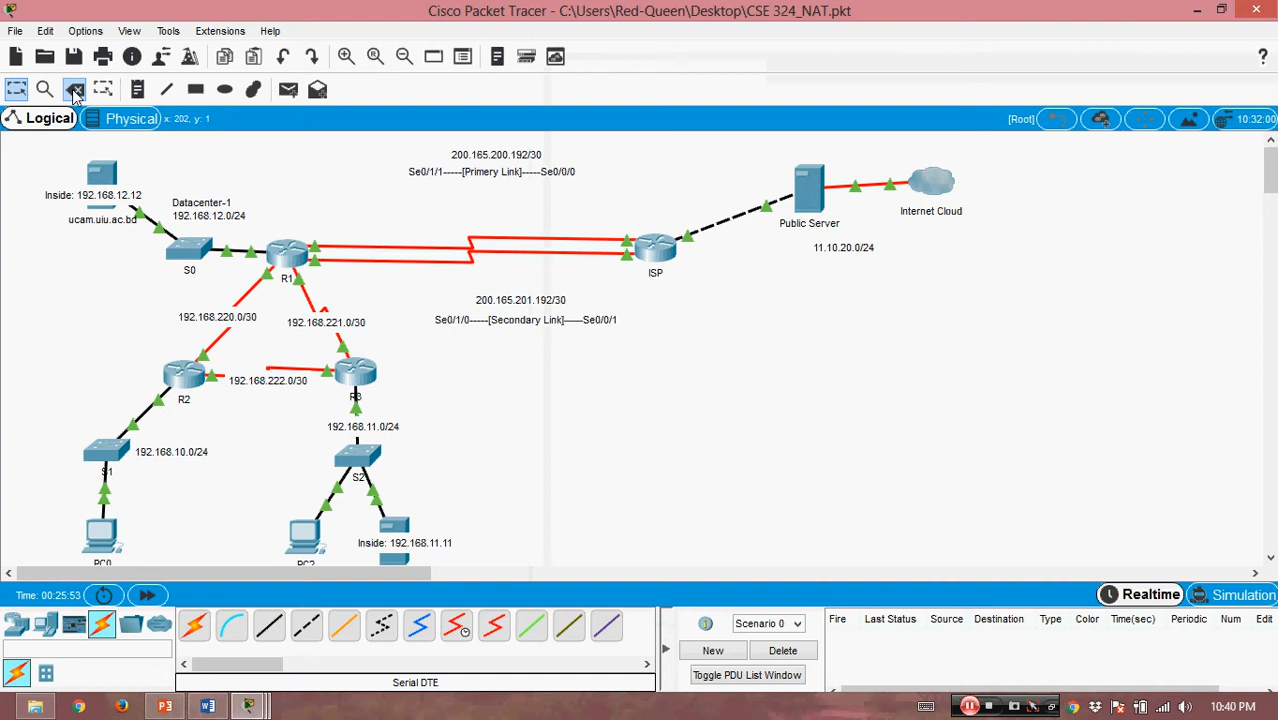 Cisco Packet Tracer - C:\Users\Red-Queen\Desktop\CSE 324_NAT.pkt
File Edit Options View Tools Extensions Help
Logical Physical x: 202, y: 1 [Root] 10:32:00
200.165.200.192/30
Se0/1/1-----[Primary Link]-----Se0/0/0
Inside: 192.168.12.12
ucam.uiu.ac.bd
Datacenter-1
192.168.12.0/24
S0
R1
ISP
Public Server
Internet Cloud
11.10.20.0/24
200.165.201.192/30
Se0/1/0-----[Secondary Link]-----Se0/0/1
192.168.220.0/30
192.168.221.0/30
192.168.222.0/30
R2
R3
192.168.11.0/24
192.168.10.0/24
S1
S2
Inside: 192.168.11.11
PC0
PC2
Time: 00:25:53
Realtime
Simulation
Scenario 0
New
Delete
Toggle PDU List Window
Fire Last Status Source Destination Type Color Time(sec) Periodic Num Edit
Serial DTE
10:40 PM